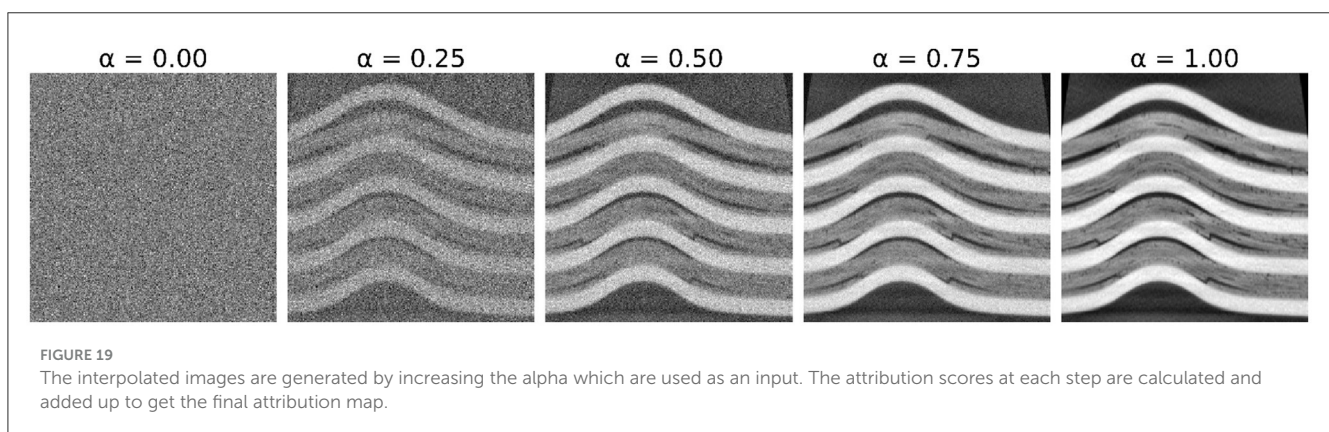 α = 0.00 α = 0.25 α = 0.50 α = 0.75 α = 1.00
FIGURE 19
The interpolated images are generated by increasing the alpha which are used as an input. The attribution scores at each step are calculated and
added up to get the final attribution map.